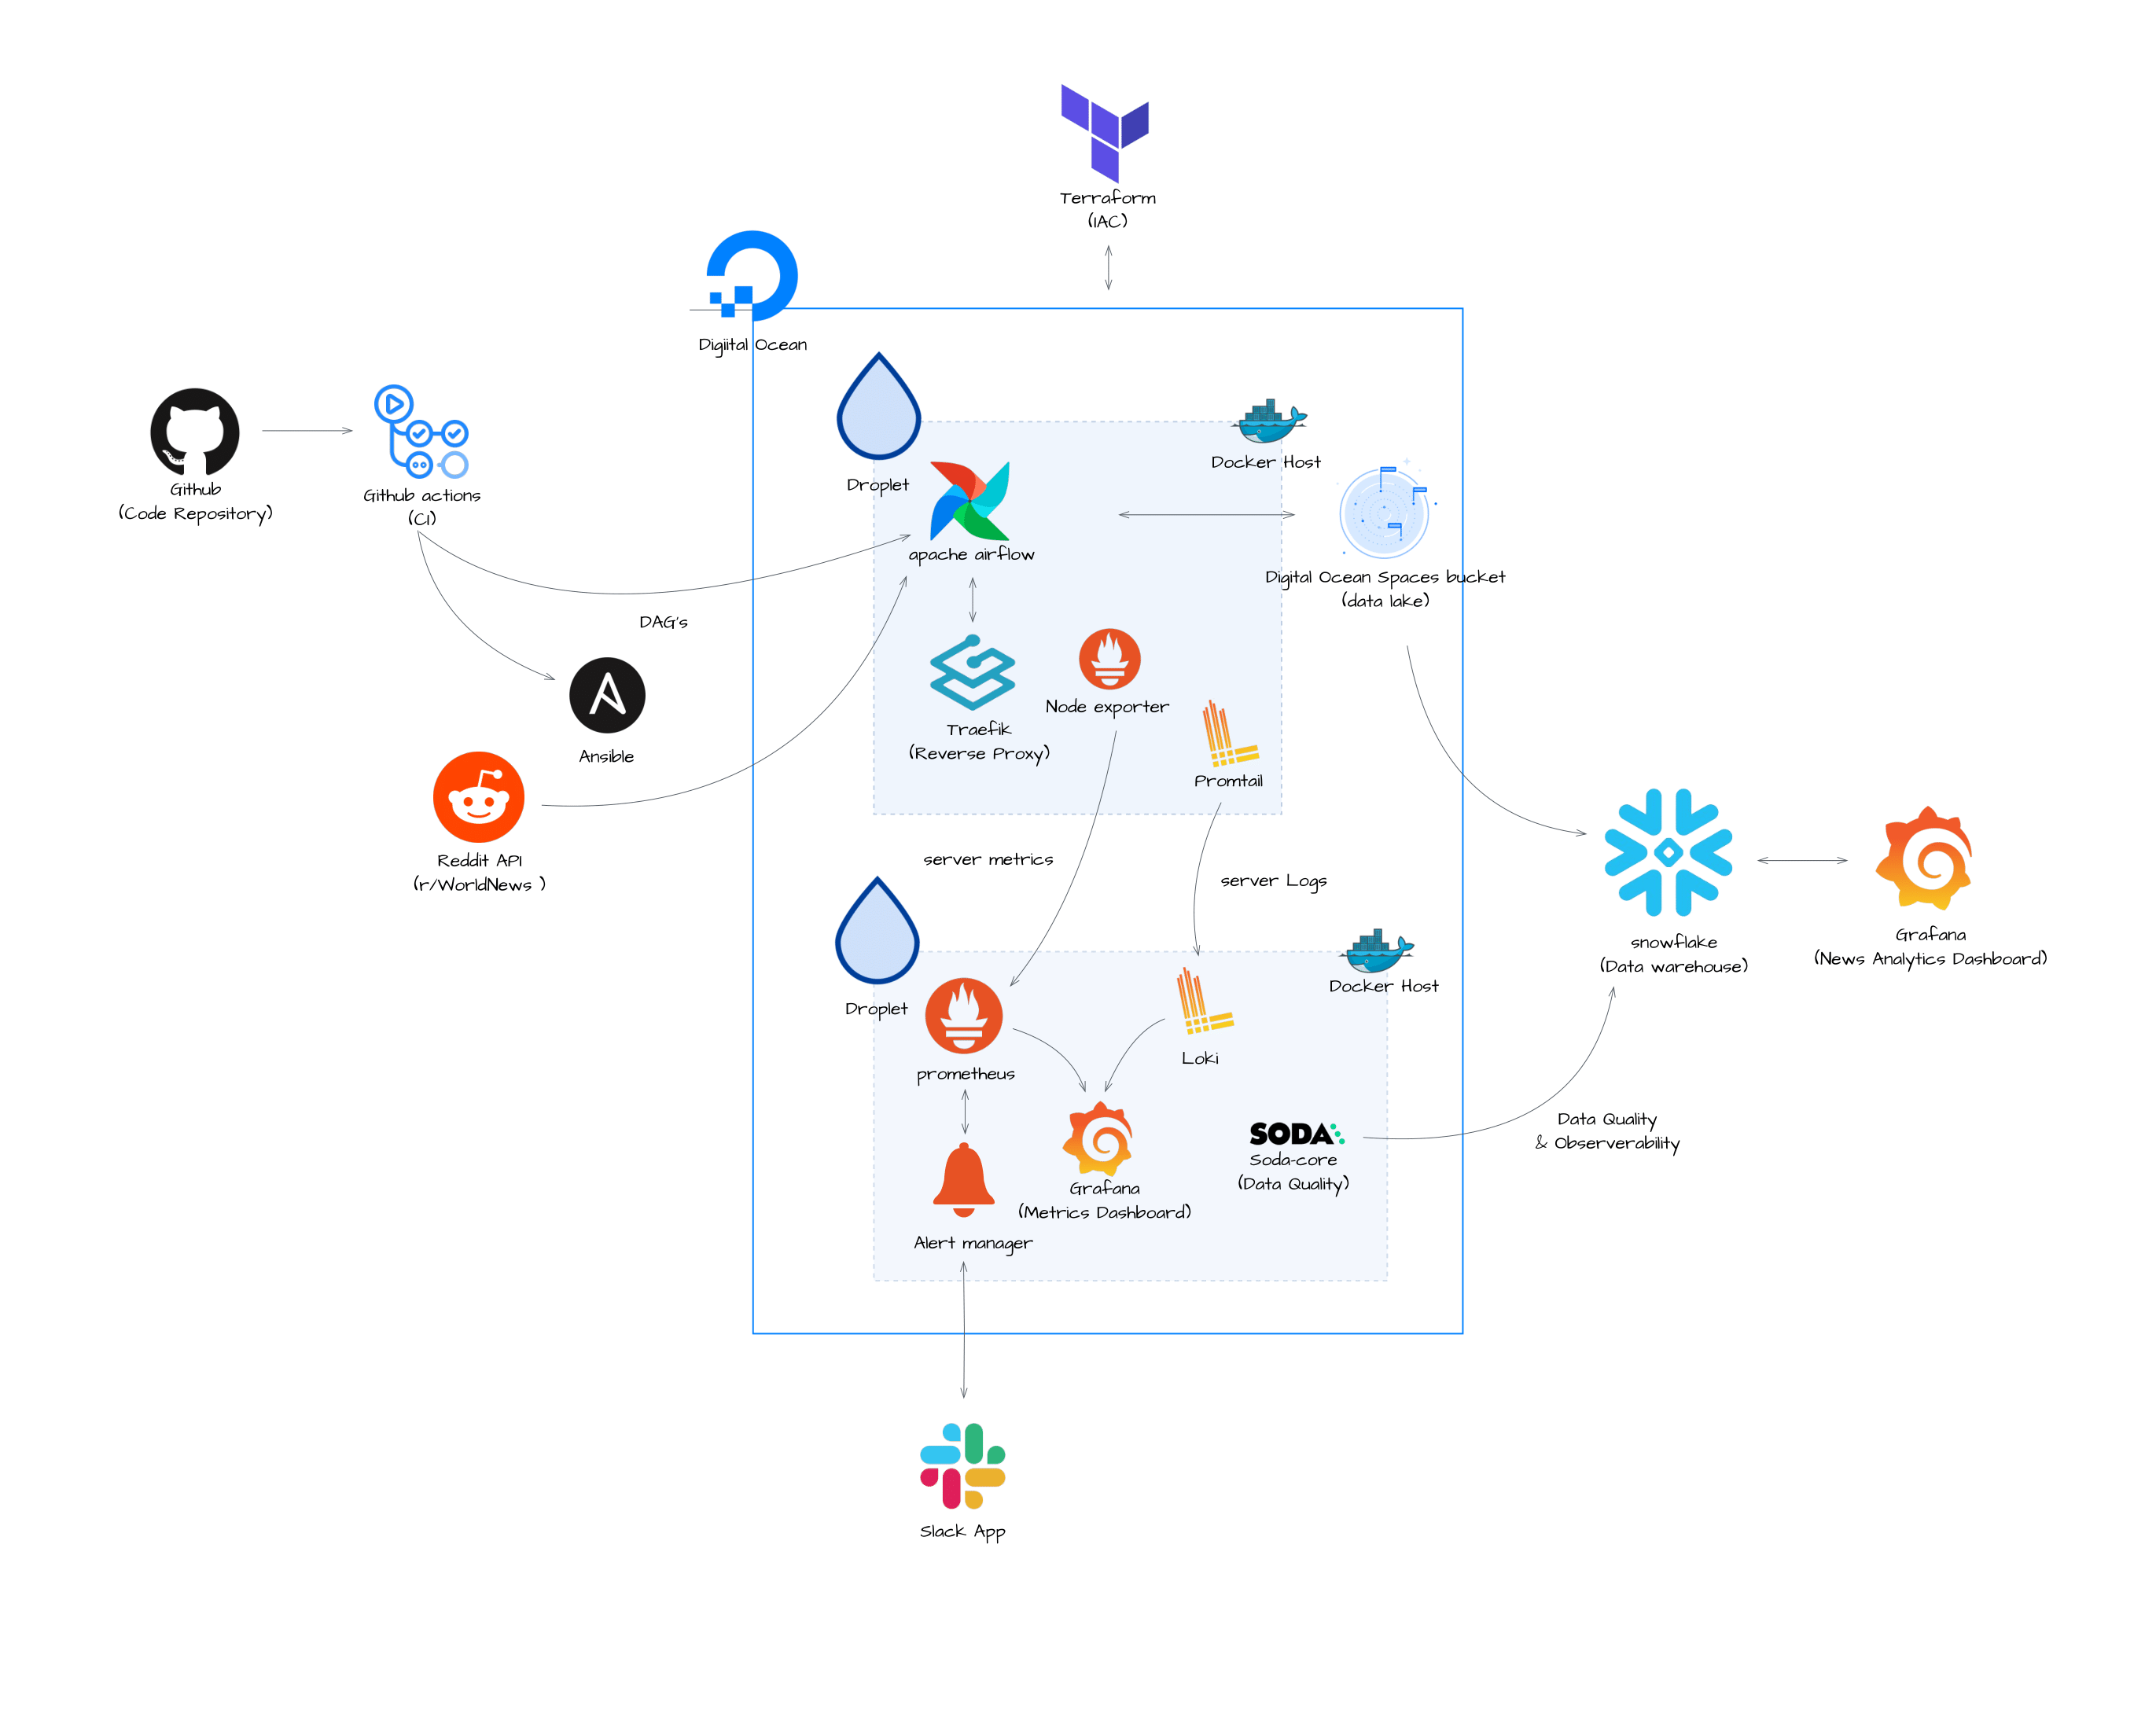 Terraform
(IAC)
Digiital Ocean
Github
(Code Repository)
Github actions
(CI)
Droplet
Docker Host
apache airflow
Digital Ocean Spaces bucket
(data lake)
DAG's
Ansible
Traefik
(Reverse Proxy)
Node exporter
Promtail
Reddit API
(r/WorldNews )
server metrics
server Logs
snowflake
(Data warehouse)
Grafana
(News Analytics Dashboard)
Droplet
Docker Host
prometheus
Loki
SODA
Soda-core
(Data Quality)
Data Quality
& Observability
Grafana
(Metrics Dashboard)
Alert manager
Slack App